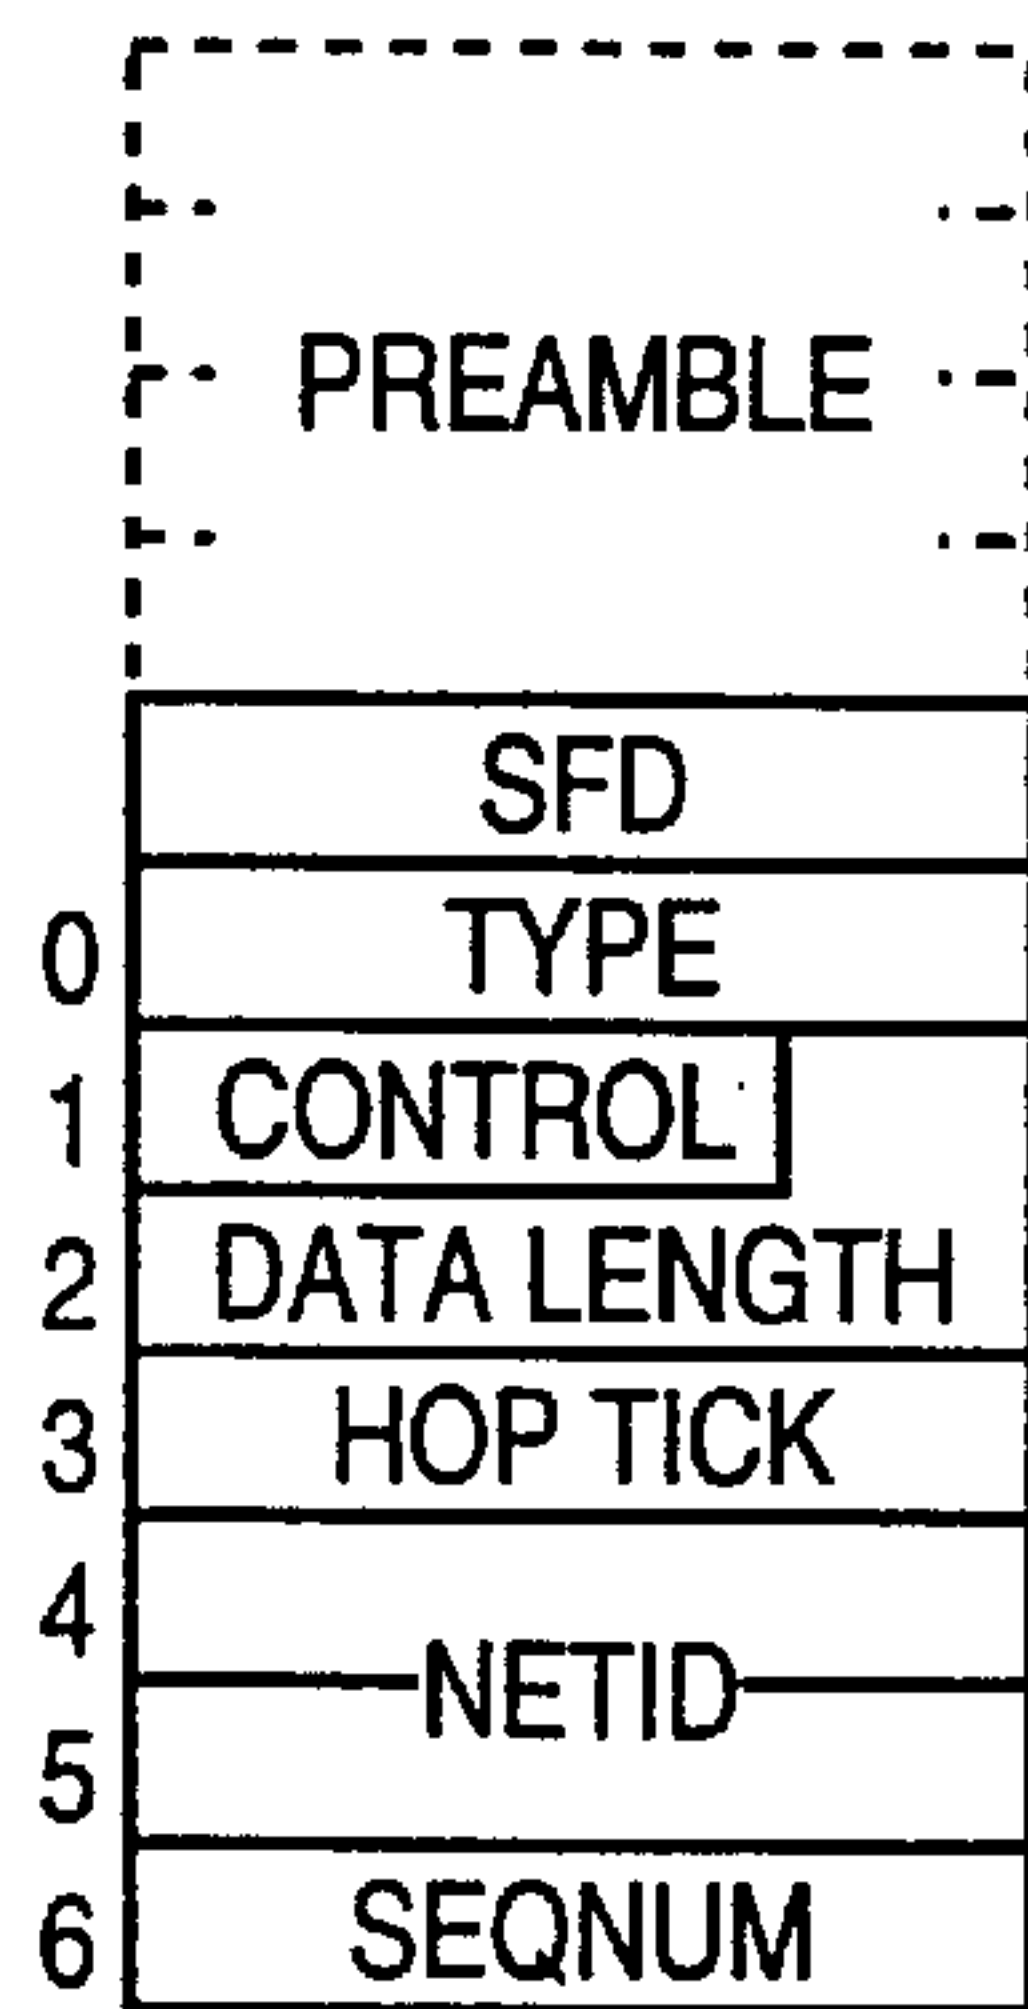 PREAMBLE
SFD
0 TYPE
1 CONTROL
2 DATA LENGTH
3 HOP TICK
4
NETID
5
6 SEQNUM